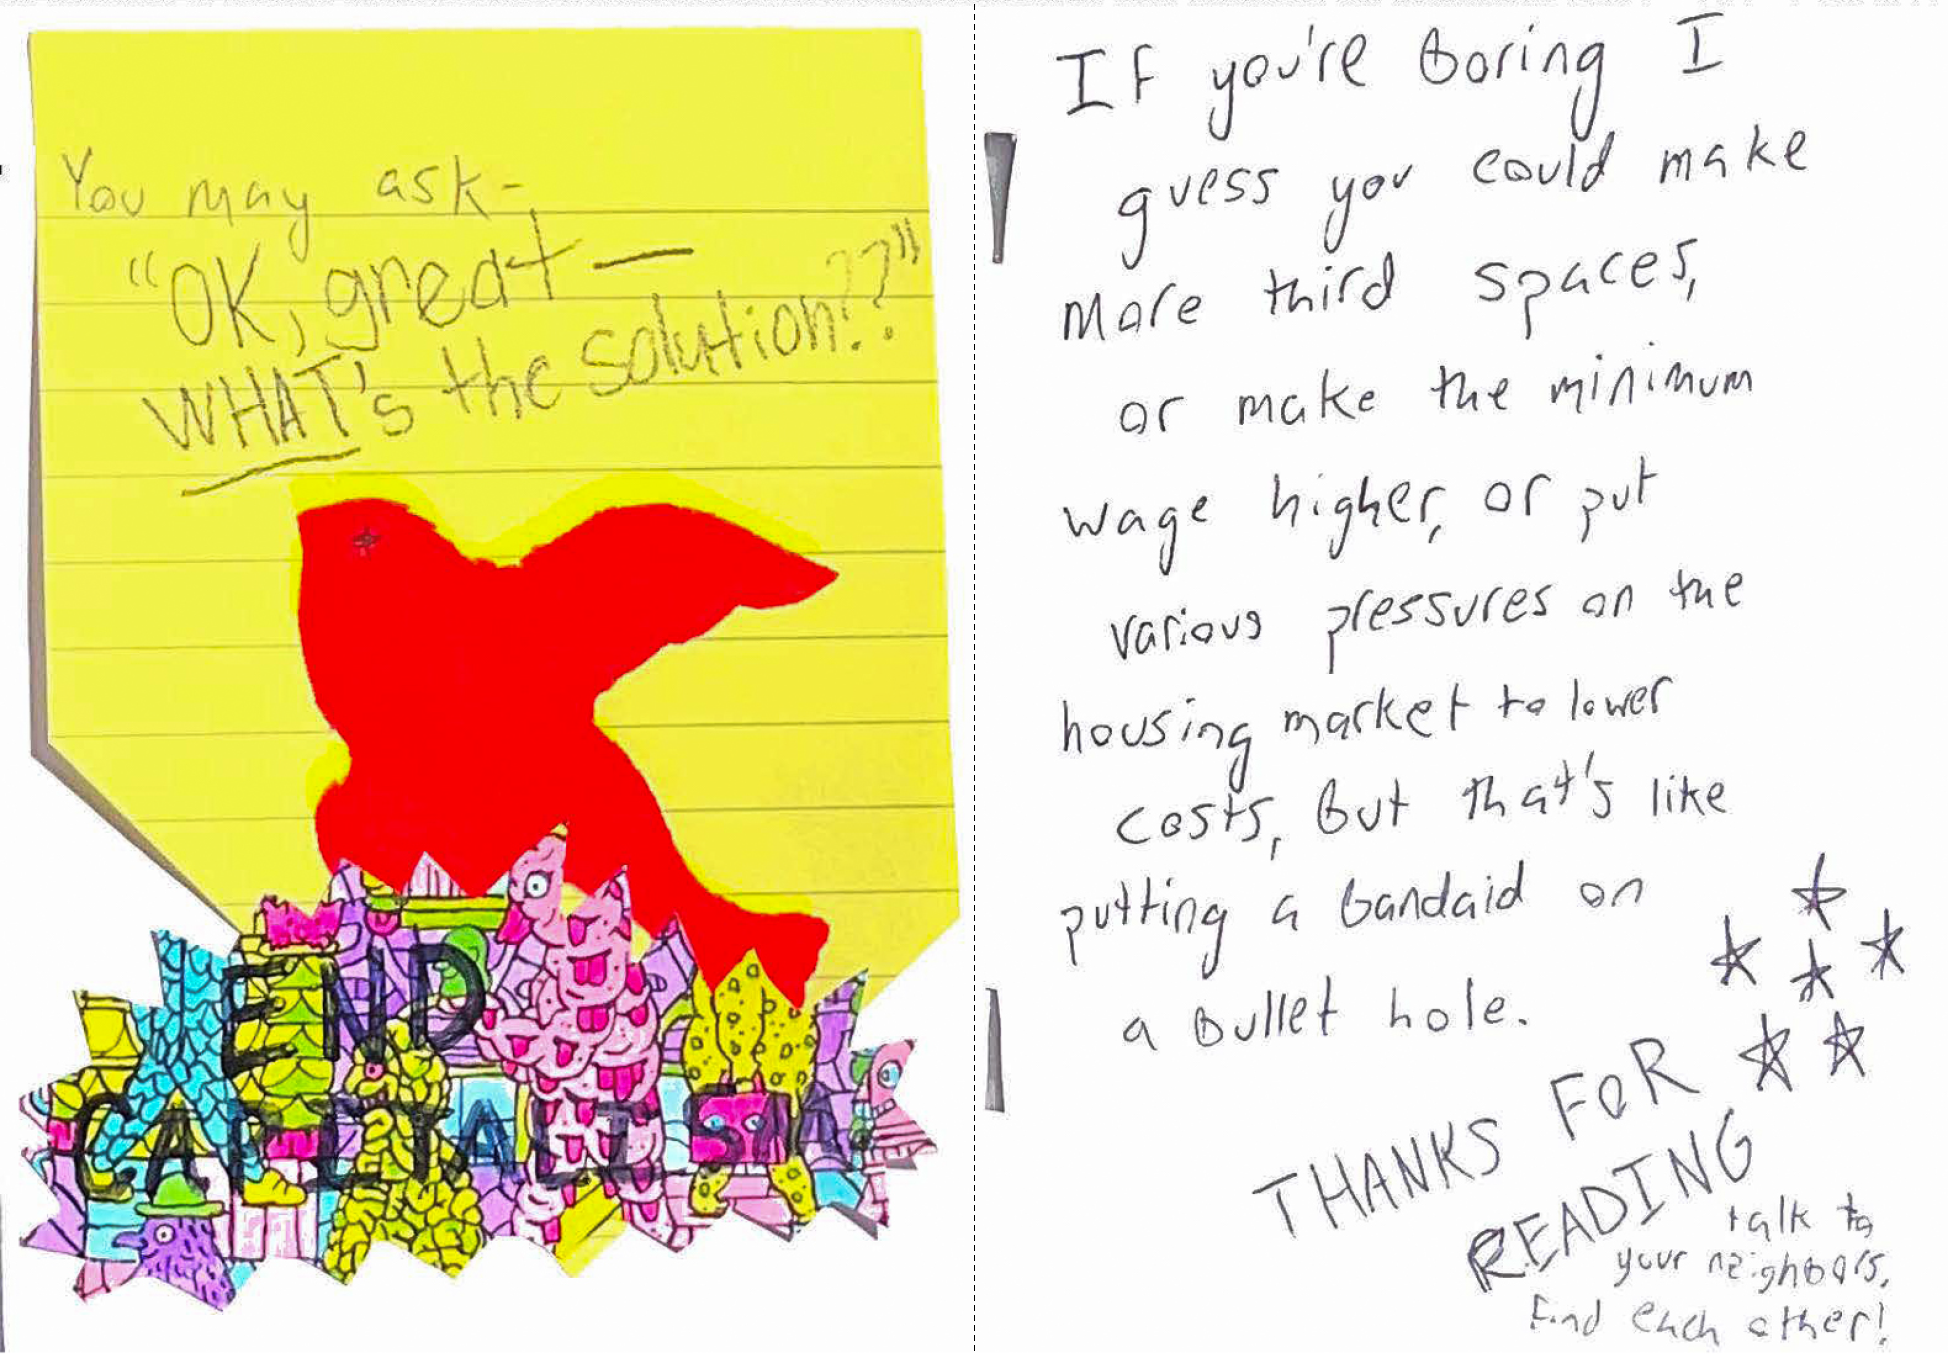 You may ask-
"OK, great—
WHAT's the solution!??"
END
CAPITALISM
IF you're boring I
guess you could make
more third spaces,
or make the minimum
wage higher, or put
various pressures on the
housing market to lower
costs, but that's like
putting a bandaid on
a bullet hole.
THANKS FOR
READING
talk to
your neighbors,
find each other!